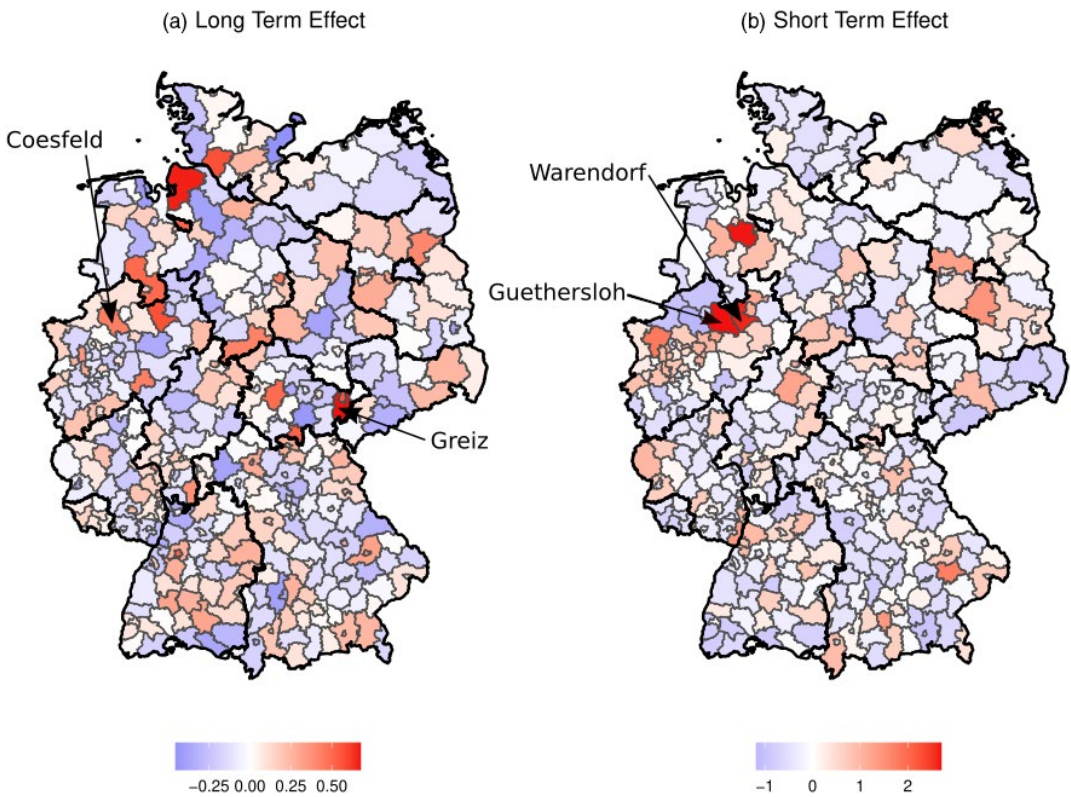 (a) Long Term Effect
(b) Short Term Effect
Coesfeld
Warendorf
Guethersloh
Greiz
−0.25 0.00 0.25 0.50
−1 0 1 2